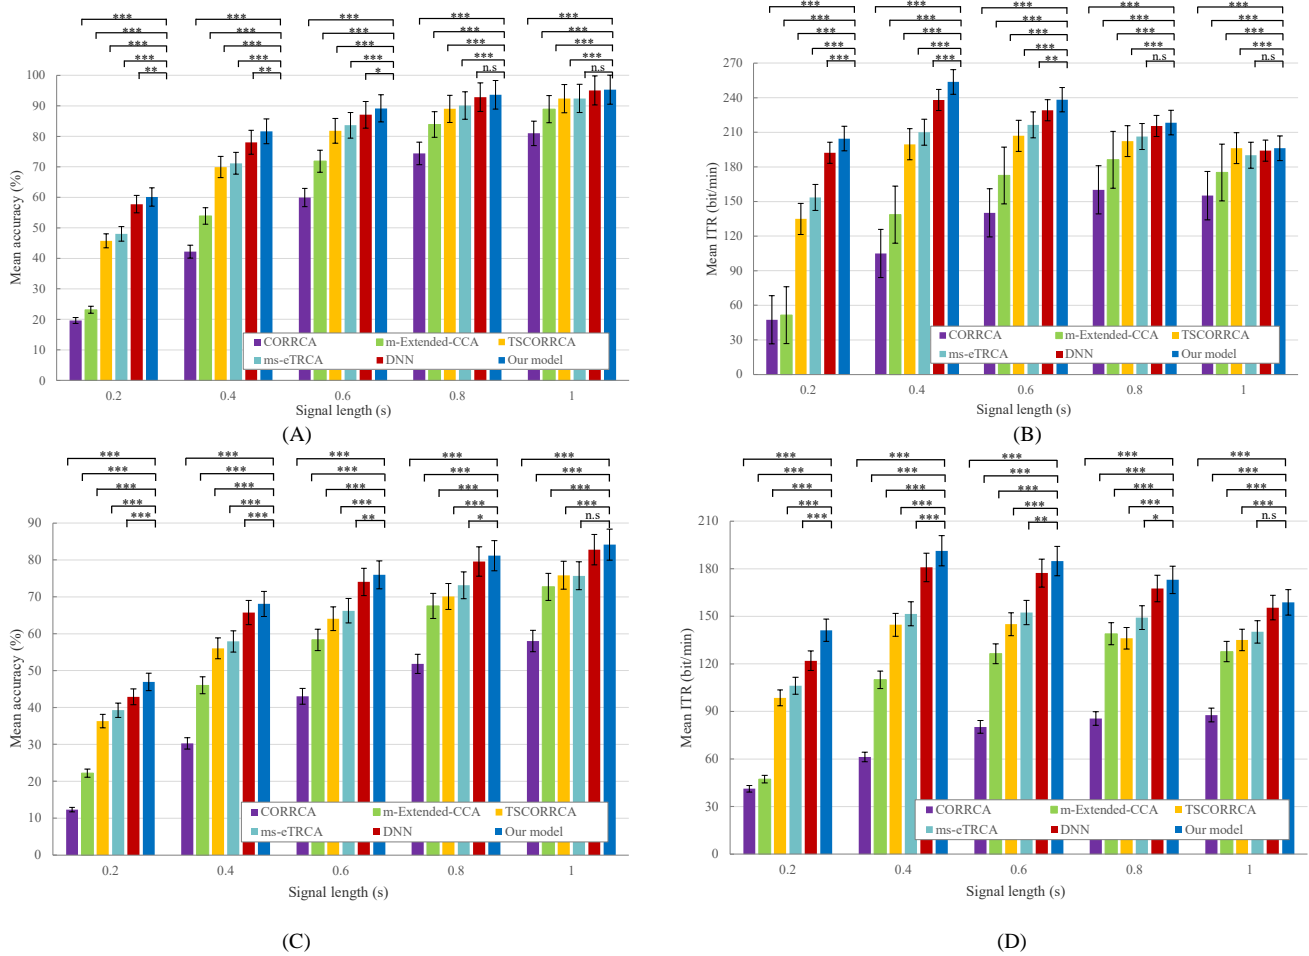 *** *** *** *** ***
*** *** *** *** ***
*** *** *** *** ***
*** *** *** *** ***
** ** * n.s n.s
100
90
80
70
60
50
40
30
20
10
0
Mean accuracy (%)
CORRCA m-Extended-CCA TSCORRCA
ms-eTRCA DNN Our model
0.2 0.4 0.6 0.8 1
Signal length (s)
(A)
*** *** *** *** ***
*** *** *** *** ***
*** *** *** *** ***
*** *** *** *** ***
*** *** ** n.s n.s
270
240
210
180
150
120
90
60
30
0
Mean ITR (bit/min)
CORRCA m-Extended-CCA TSCORRCA
ms-eTRCA DNN Our model
0.2 0.4 0.6 0.8 1
Signal length (s)
(B)
*** *** *** *** ***
*** *** *** *** ***
*** *** *** *** ***
*** *** *** *** ***
*** *** ** * n.s
90
80
70
60
50
40
30
20
10
0
Mean accuracy (%)
CORRCA m-Extended-CCA TSCORRCA
ms-eTRCA DNN Our model
0.2 0.4 0.6 0.8 1
Signal length (s)
(C)
*** *** *** *** ***
*** *** *** *** ***
*** *** *** *** ***
*** *** *** *** ***
*** *** ** * n.s
210
180
150
120
90
60
30
0
Mean ITR (bit/min)
CORRCA m-Extended-CCA TSCORRCA
ms-eTRCA DNN Our model
0.2 0.4 0.6 0.8 1
Signal length (s)
(D)